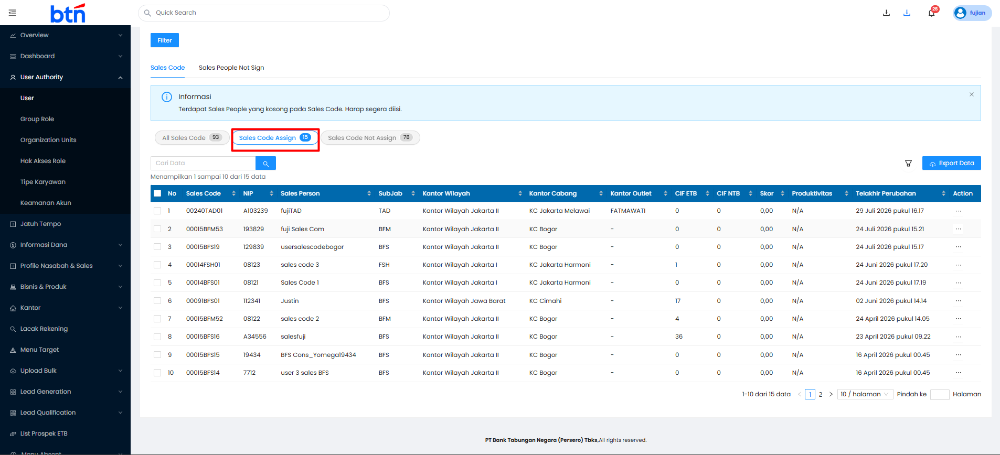 btn
Quick Search
25
fujian
Overview
Dashboard
User Authority
User
Group Role
Organization Units
Hak Akses Role
Tipe Karyawan
Keamanan Akun
Jatuh Tempo
Informasi Dana
Profile Nasabah & Sales
Bisnis & Produk
Kantor
Lacak Rekening
Menu Target
Upload Bulk
Lead Generation
Lead Qualification
List Prospek ETB
Menu Absent
Filter
Sales Code Sales People Not Sign
Informasi
Terdapat Sales People yang kosong pada Sales Code. Harap segera diisi.
All Sales Code 93 Sales Code Assign 15 Sales Code Not Assign 78
Cari Data
Export Data
Menampilkan 1 sampai 10 dari 15 data
No Sales Code NIP Sales Person SubJab Kantor Wilayah Kantor Cabang Kantor Outlet CIF ETB CIF NTB Skor Produktivitas Telakhir Perubahan Action
1 00240TAD01 A103239 fujiTAD TAD Kantor Wilayah Jakarta II KC Jakarta Melawai FATMAWATI 0 0 0,00 N/A 29 Juli 2026 pukul 16.17 ...
2 00015BFM53 193829 fuji Sales Com BFM Kantor Wilayah Jakarta II KC Bogor - 0 0 0,00 N/A 24 Juli 2026 pukul 15.21 ...
3 00015BFS19 129839 usersalescodebogor BFS Kantor Wilayah Jakarta II KC Bogor - 0 0 0,00 N/A 24 Juli 2026 pukul 15.17 ...
4 00014FSH01 08123 sales code 3 FSH Kantor Wilayah Jakarta I KC Jakarta Harmoni - 1 0 0,00 N/A 24 Juni 2026 pukul 17.20 ...
5 00014BFS01 08121 Sales Code 1 BFS Kantor Wilayah Jakarta I KC Jakarta Harmoni - 0 0 0,00 N/A 24 Juni 2026 pukul 17.19 ...
6 00091BFS01 112341 Justin BFS Kantor Wilayah Jawa Barat KC Cimahi - 17 0 0,00 N/A 02 Juni 2026 pukul 14.14 ...
7 00015BFM52 08122 sales code 2 BFM Kantor Wilayah Jakarta II KC Bogor - 4 0 0,00 N/A 24 April 2026 pukul 14.05 ...
8 00015BFS16 A34556 salesfuji BFS Kantor Wilayah Jakarta II KC Bogor - 36 0 0,00 N/A 23 April 2026 pukul 09.22 ...
9 00015BFS15 19434 BFS Cons_Yomega19434 BFS Kantor Wilayah Jakarta II KC Bogor - 0 0 0,00 N/A 16 April 2026 pukul 00.45 ...
10 00015BFS14 7712 user 3 sales BFS BFS Kantor Wilayah Jakarta II KC Bogor - 0 0 0,00 N/A 16 April 2026 pukul 00.45 ...
1-10 dari 15 data < 1 2 > 10 / halaman Pindah ke Halaman
PT Bank Tabungan Negara (Persero) Tbks,All rights reserved.